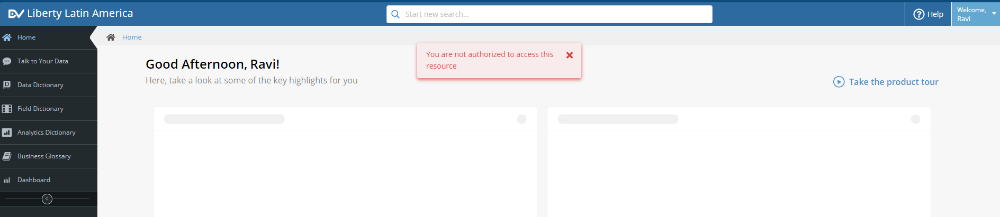 DV Liberty Latin America
Start new search...
Help
Welcome,
Ravi
Home
Talk to Your Data
Data Dictionary
Field Dictionary
Analytics Dictionary
Business Glossary
Dashboard
Home
You are not authorized to access this
resource
Good Afternoon, Ravi!
Here, take a look at some of the key highlights for you
Take the product tour